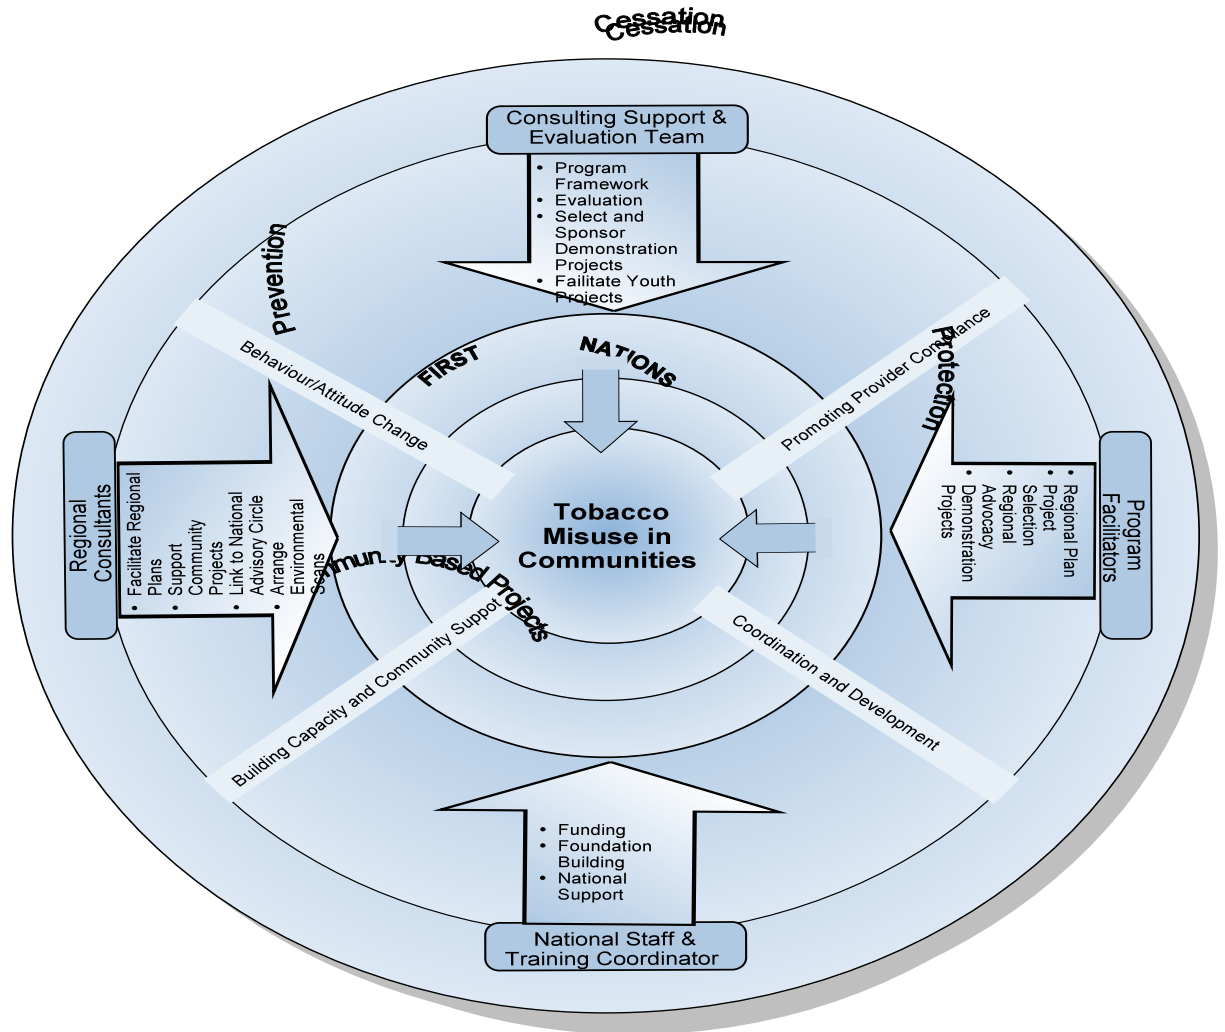 Cessation
Cessation
Consulting Support &
Evaluation Team
• Program
Framework
• Evaluation
• Select and
Sponsor
Demonstration
Projects
• Failitate Youth
Projects
Prevention
Protection
Behaviour/Attitude Change
Promoting Provider Compliance
FIRST
NATIONS
Regional
Consultants
• Facilitate Regional
Plans
• Support
Community
Projects
• Link to National
Advisory Circle
• Arrange
Environmental
Scans
Tobacco
Misuse in
Communities
Based Projects
Program
Facilitators
• Regional Plan
• Project
Selection
• Regional
Advocacy
• Demonstration
Projects
Building Capacity and Community Suppot
Coordination and Development
• Funding
• Foundation
Building
• National
Support
National Staff &
Training Coordinator